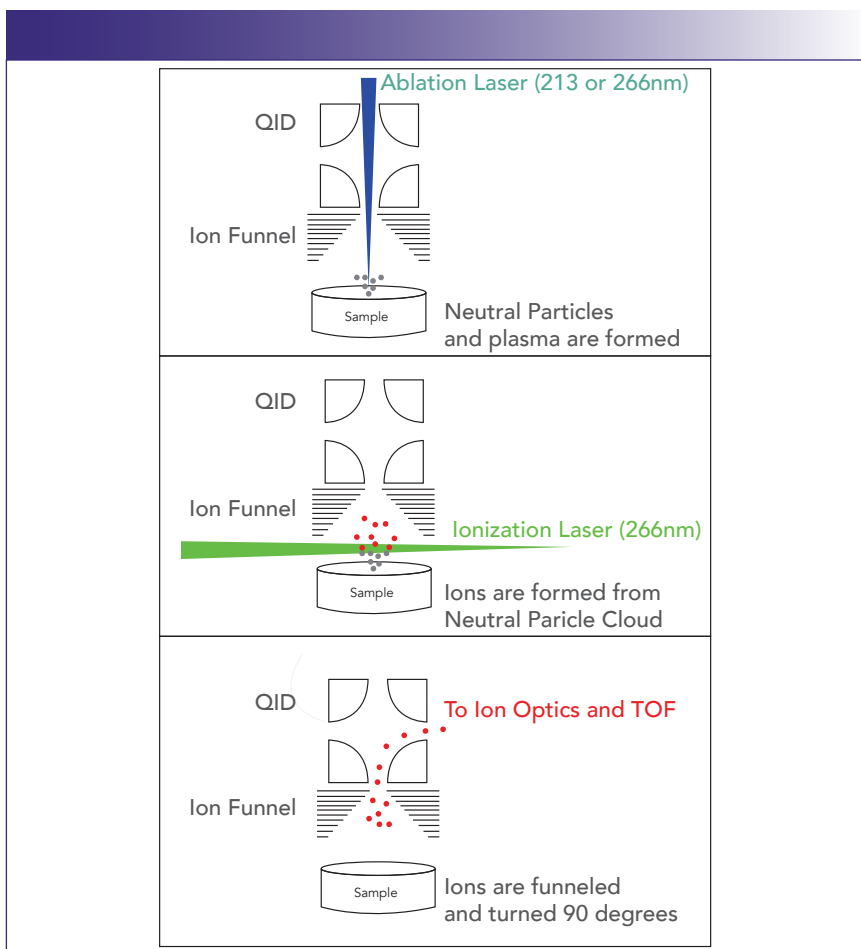 Ablation Laser (213 or 266nm)
QID
Ion Funnel
Sample
Neutral Particles
and plasma are formed
QID
Ion Funnel
Ionization Laser (266nm)
Sample
Ions are formed from
Neutral Paricle Cloud
QID
To Ion Optics and TOF
Ion Funnel
Sample
Ions are funneled
and turned 90 degrees